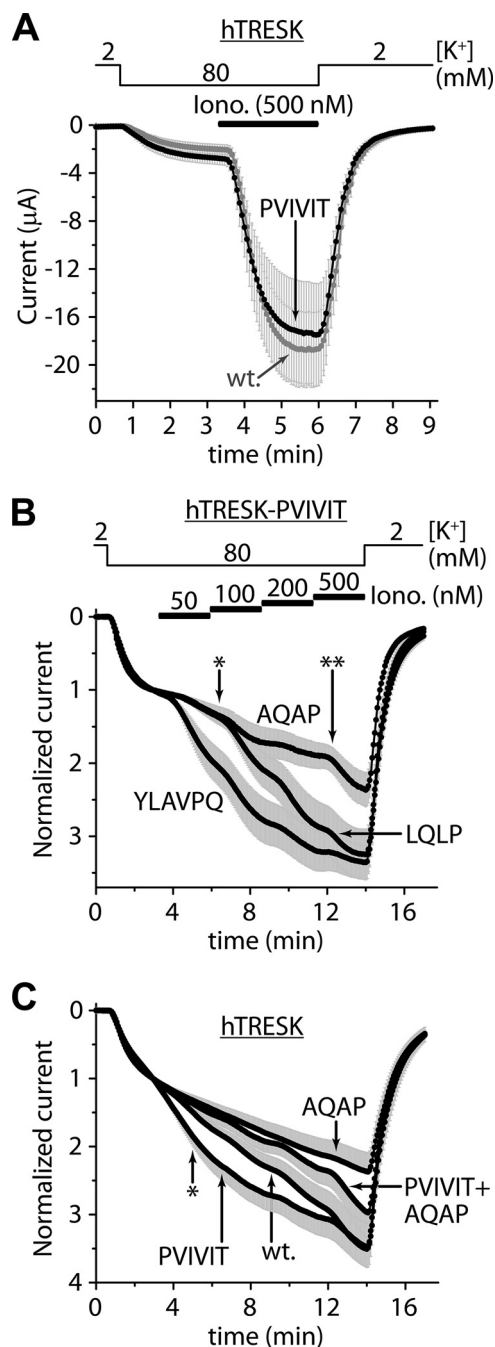 A
hTRESK
2
80
2
[K⁺]
(mM)
Iono. (500 nM)
0
-4
-8
-12
-16
-20
Current (μA)
PVIVIT
wt.
0 1 2 3 4 5 6 7 8 9
time (min)
B
hTRESK-PVIVIT
2
80
2
[K⁺]
(mM)
50
100
200
500
Iono. (nM)
0
1
2
3
Normalized current
*
**
AQAP
YLAVPQ
LQLP
0 4 8 12 16
time (min)
C
hTRESK
0
1
2
3
4
Normalized current
AQAP
*
PVIVIT
wt.
PVIVIT+
AQAP
0 4 8 12 16
time (min)